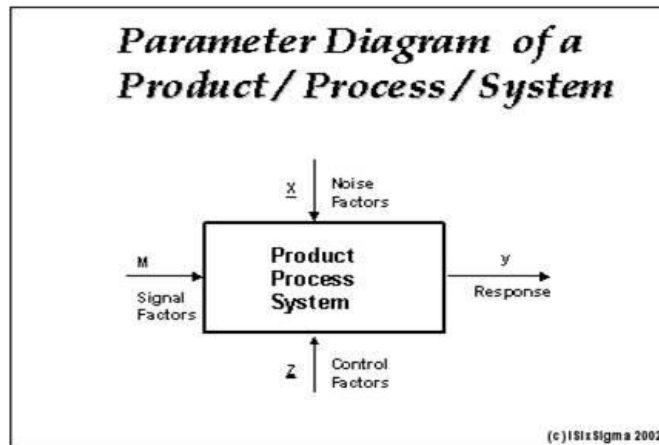 Parameter Diagram of a
Product / Process / System
X
Noise
Factors
M
Signal
Factors
Product
Process
System
y
Response
Z
Control
Factors
(c) iSixSigma 2002